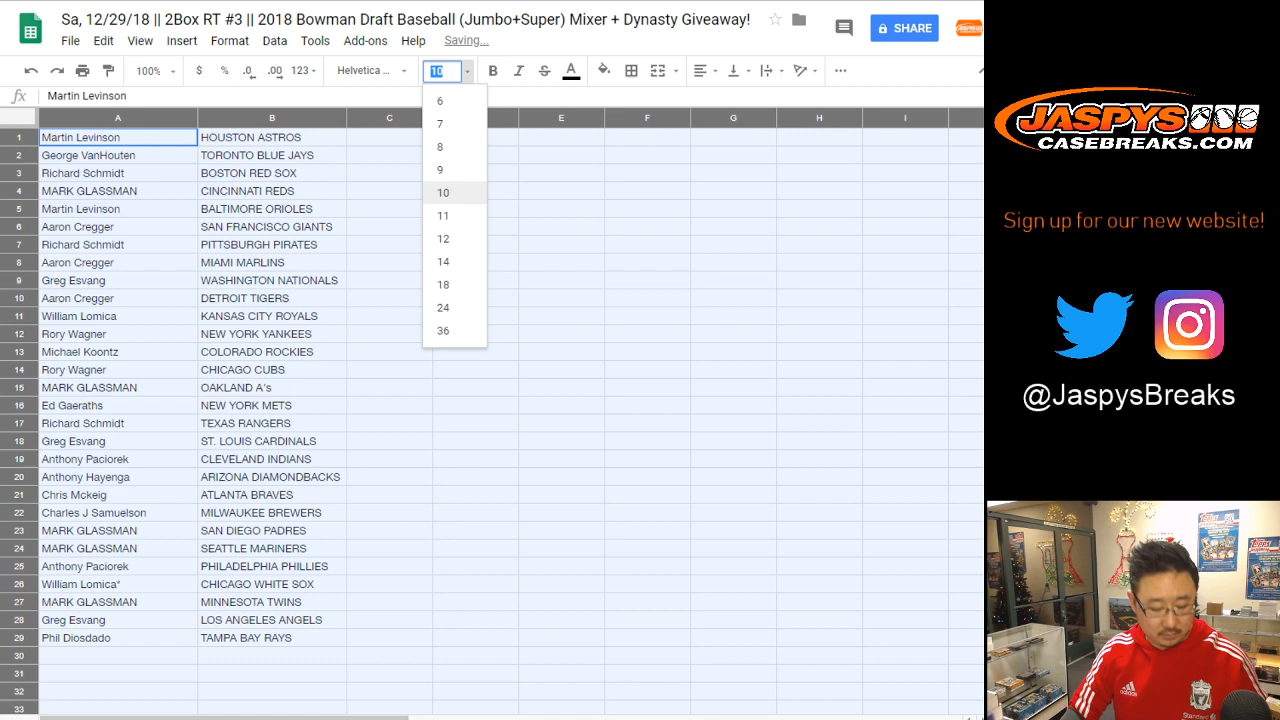 Sa, 12/29/18 || 2Box RT #3 || 2018 Bowman Draft Baseball (Jumbo+Super) Mixer + Dynasty Giveaway!
File Edit View Insert Format Data Tools Add-ons Help Saving...
SHARE
100% $ % .0 .00 123 Helvetica ... 10 B I S A
fx Martin Levinson
A B C E F G H I
1 Martin Levinson HOUSTON ASTROS
2 George VanHouten TORONTO BLUE JAYS
3 Richard Schmidt BOSTON RED SOX
4 MARK GLASSMAN CINCINNATI REDS
5 Martin Levinson BALTIMORE ORIOLES
6 Aaron Cregger SAN FRANCISCO GIANTS
7 Richard Schmidt PITTSBURGH PIRATES
8 Aaron Cregger MIAMI MARLINS
9 Greg Esvang WASHINGTON NATIONALS
10 Aaron Cregger DETROIT TIGERS
11 William Lomica KANSAS CITY ROYALS
12 Rory Wagner NEW YORK YANKEES
13 Michael Koontz COLORADO ROCKIES
14 Rory Wagner CHICAGO CUBS
15 MARK GLASSMAN OAKLAND A's
16 Ed Gaeraths NEW YORK METS
17 Richard Schmidt TEXAS RANGERS
18 Greg Esvang ST. LOUIS CARDINALS
19 Anthony Paciorek CLEVELAND INDIANS
20 Anthony Hayenga ARIZONA DIAMONDBACKS
21 Chris Mckeig ATLANTA BRAVES
22 Charles J Samuelson MILWAUKEE BREWERS
23 MARK GLASSMAN SAN DIEGO PADRES
24 MARK GLASSMAN SEATTLE MARINERS
25 Anthony Paciorek PHILADELPHIA PHILLIES
26 William Lomica* CHICAGO WHITE SOX
27 MARK GLASSMAN MINNESOTA TWINS
28 Greg Esvang LOS ANGELES ANGELS
29 Phil Diosdado TAMPA BAY RAYS
30
31
32
33
6
7
8
9
10
11
12
14
18
24
36
JASPYS
CASEBREAKS.COM
Sign up for our new website!
@JaspysBreaks
Topps
Topps
adidas
Standard